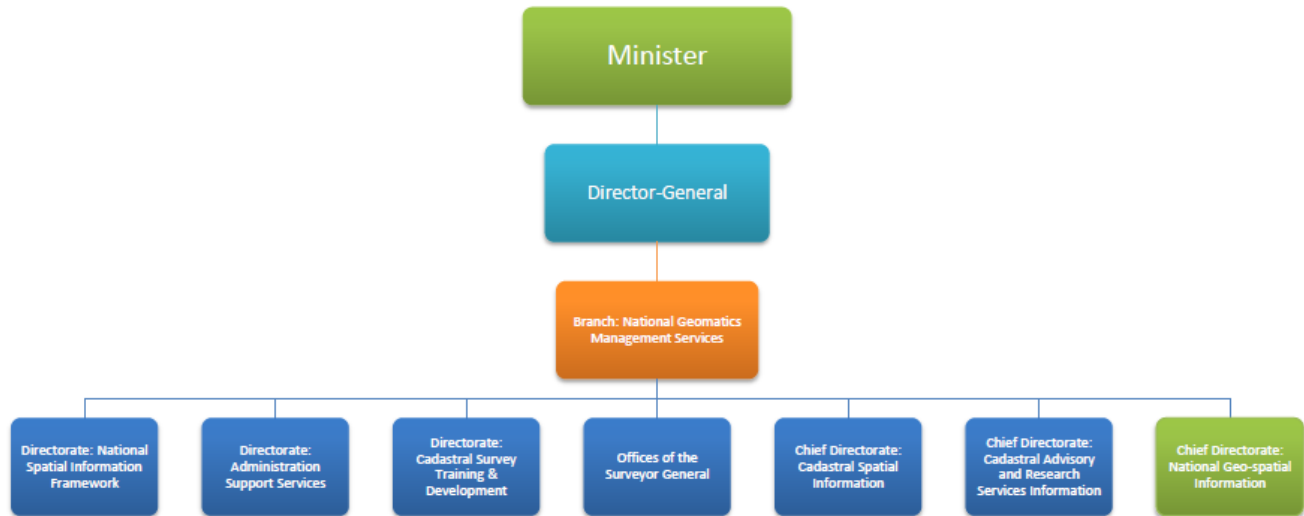 Minister
Director-General
Branch: National Geomatics
Management Services
Directorate: National
Spatial Information
Framework
Directorate:
Administration
Support Services
Directorate:
Cadastral Survey
Training &
Development
Offices of the
Surveyor General
Chief Directorate:
Cadastral Spatial
Information
Chief Directorate:
Cadastral Advisory
and Research
Services Information
Chief Directorate:
National Geo-spatial
Information